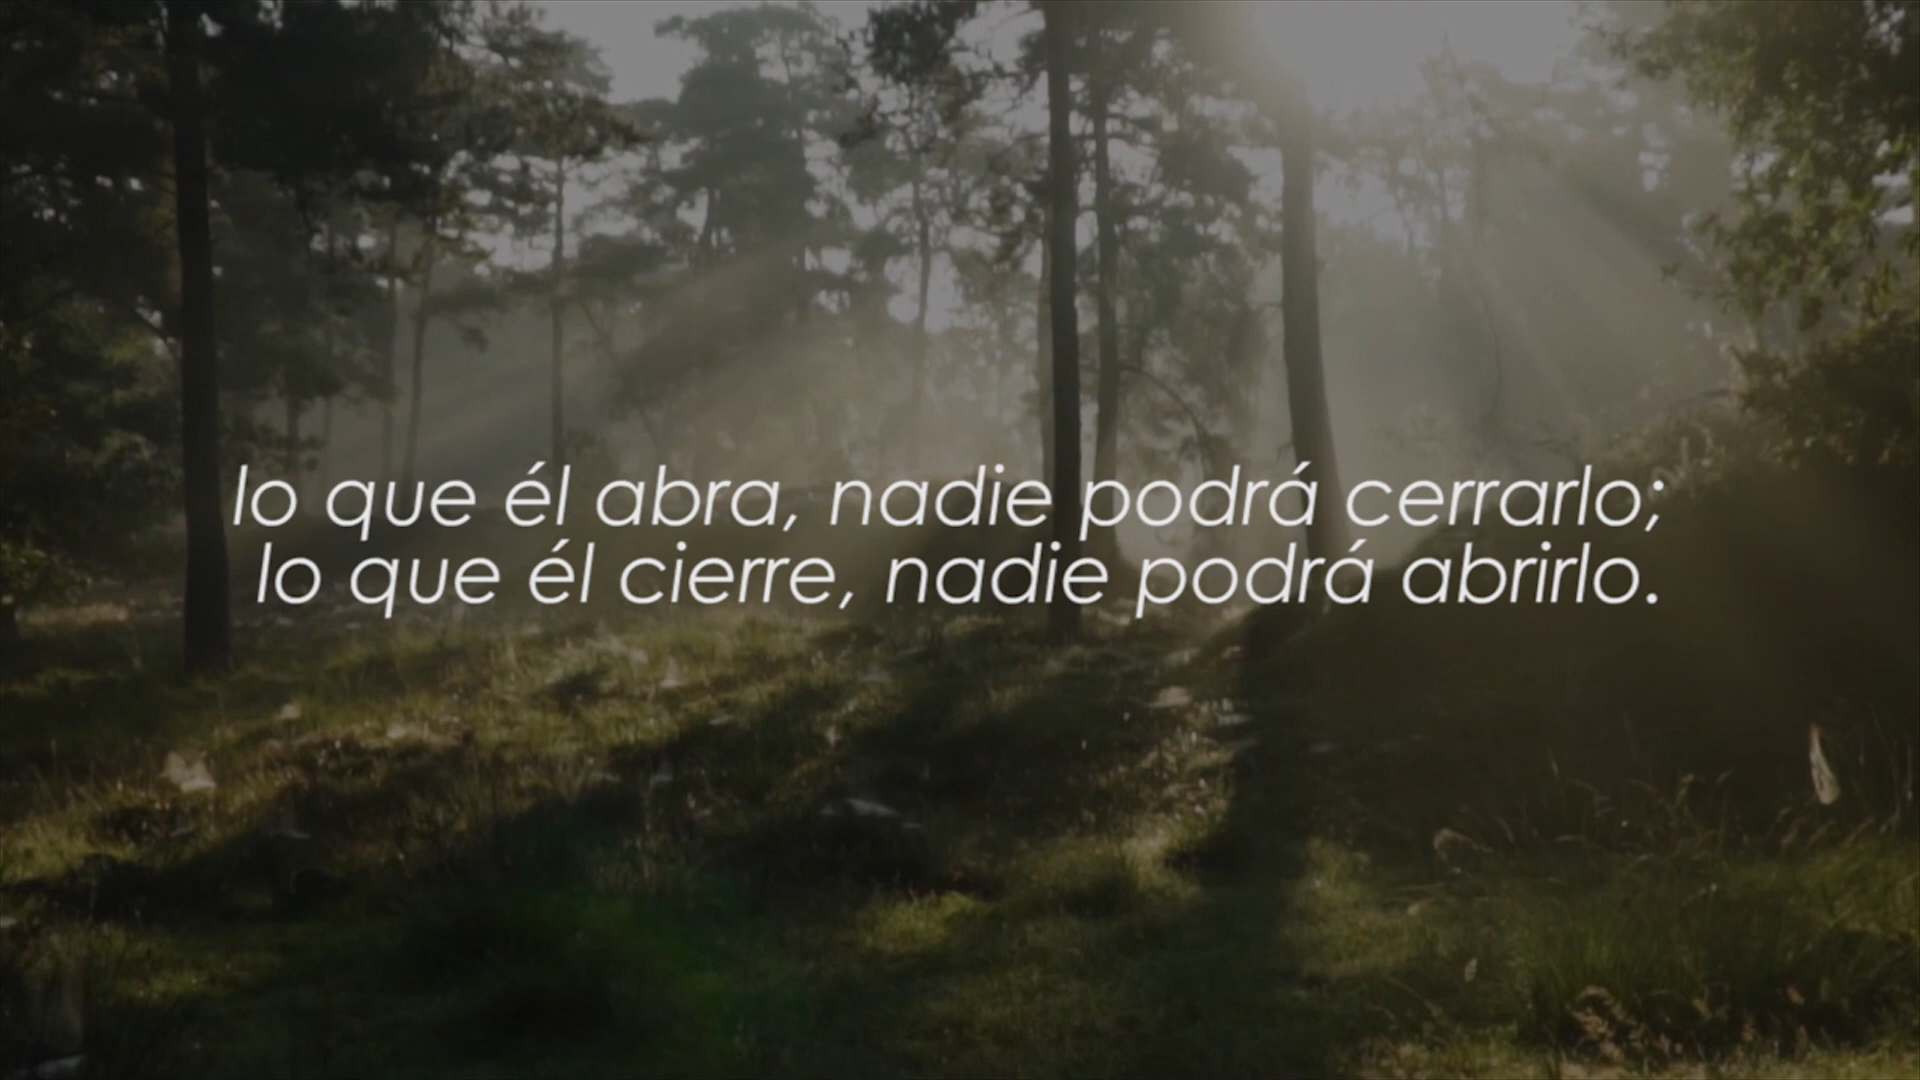 lo que él abra, nadie podrá cerrarlo;
lo que él cierre, nadie podrá abrirlo.